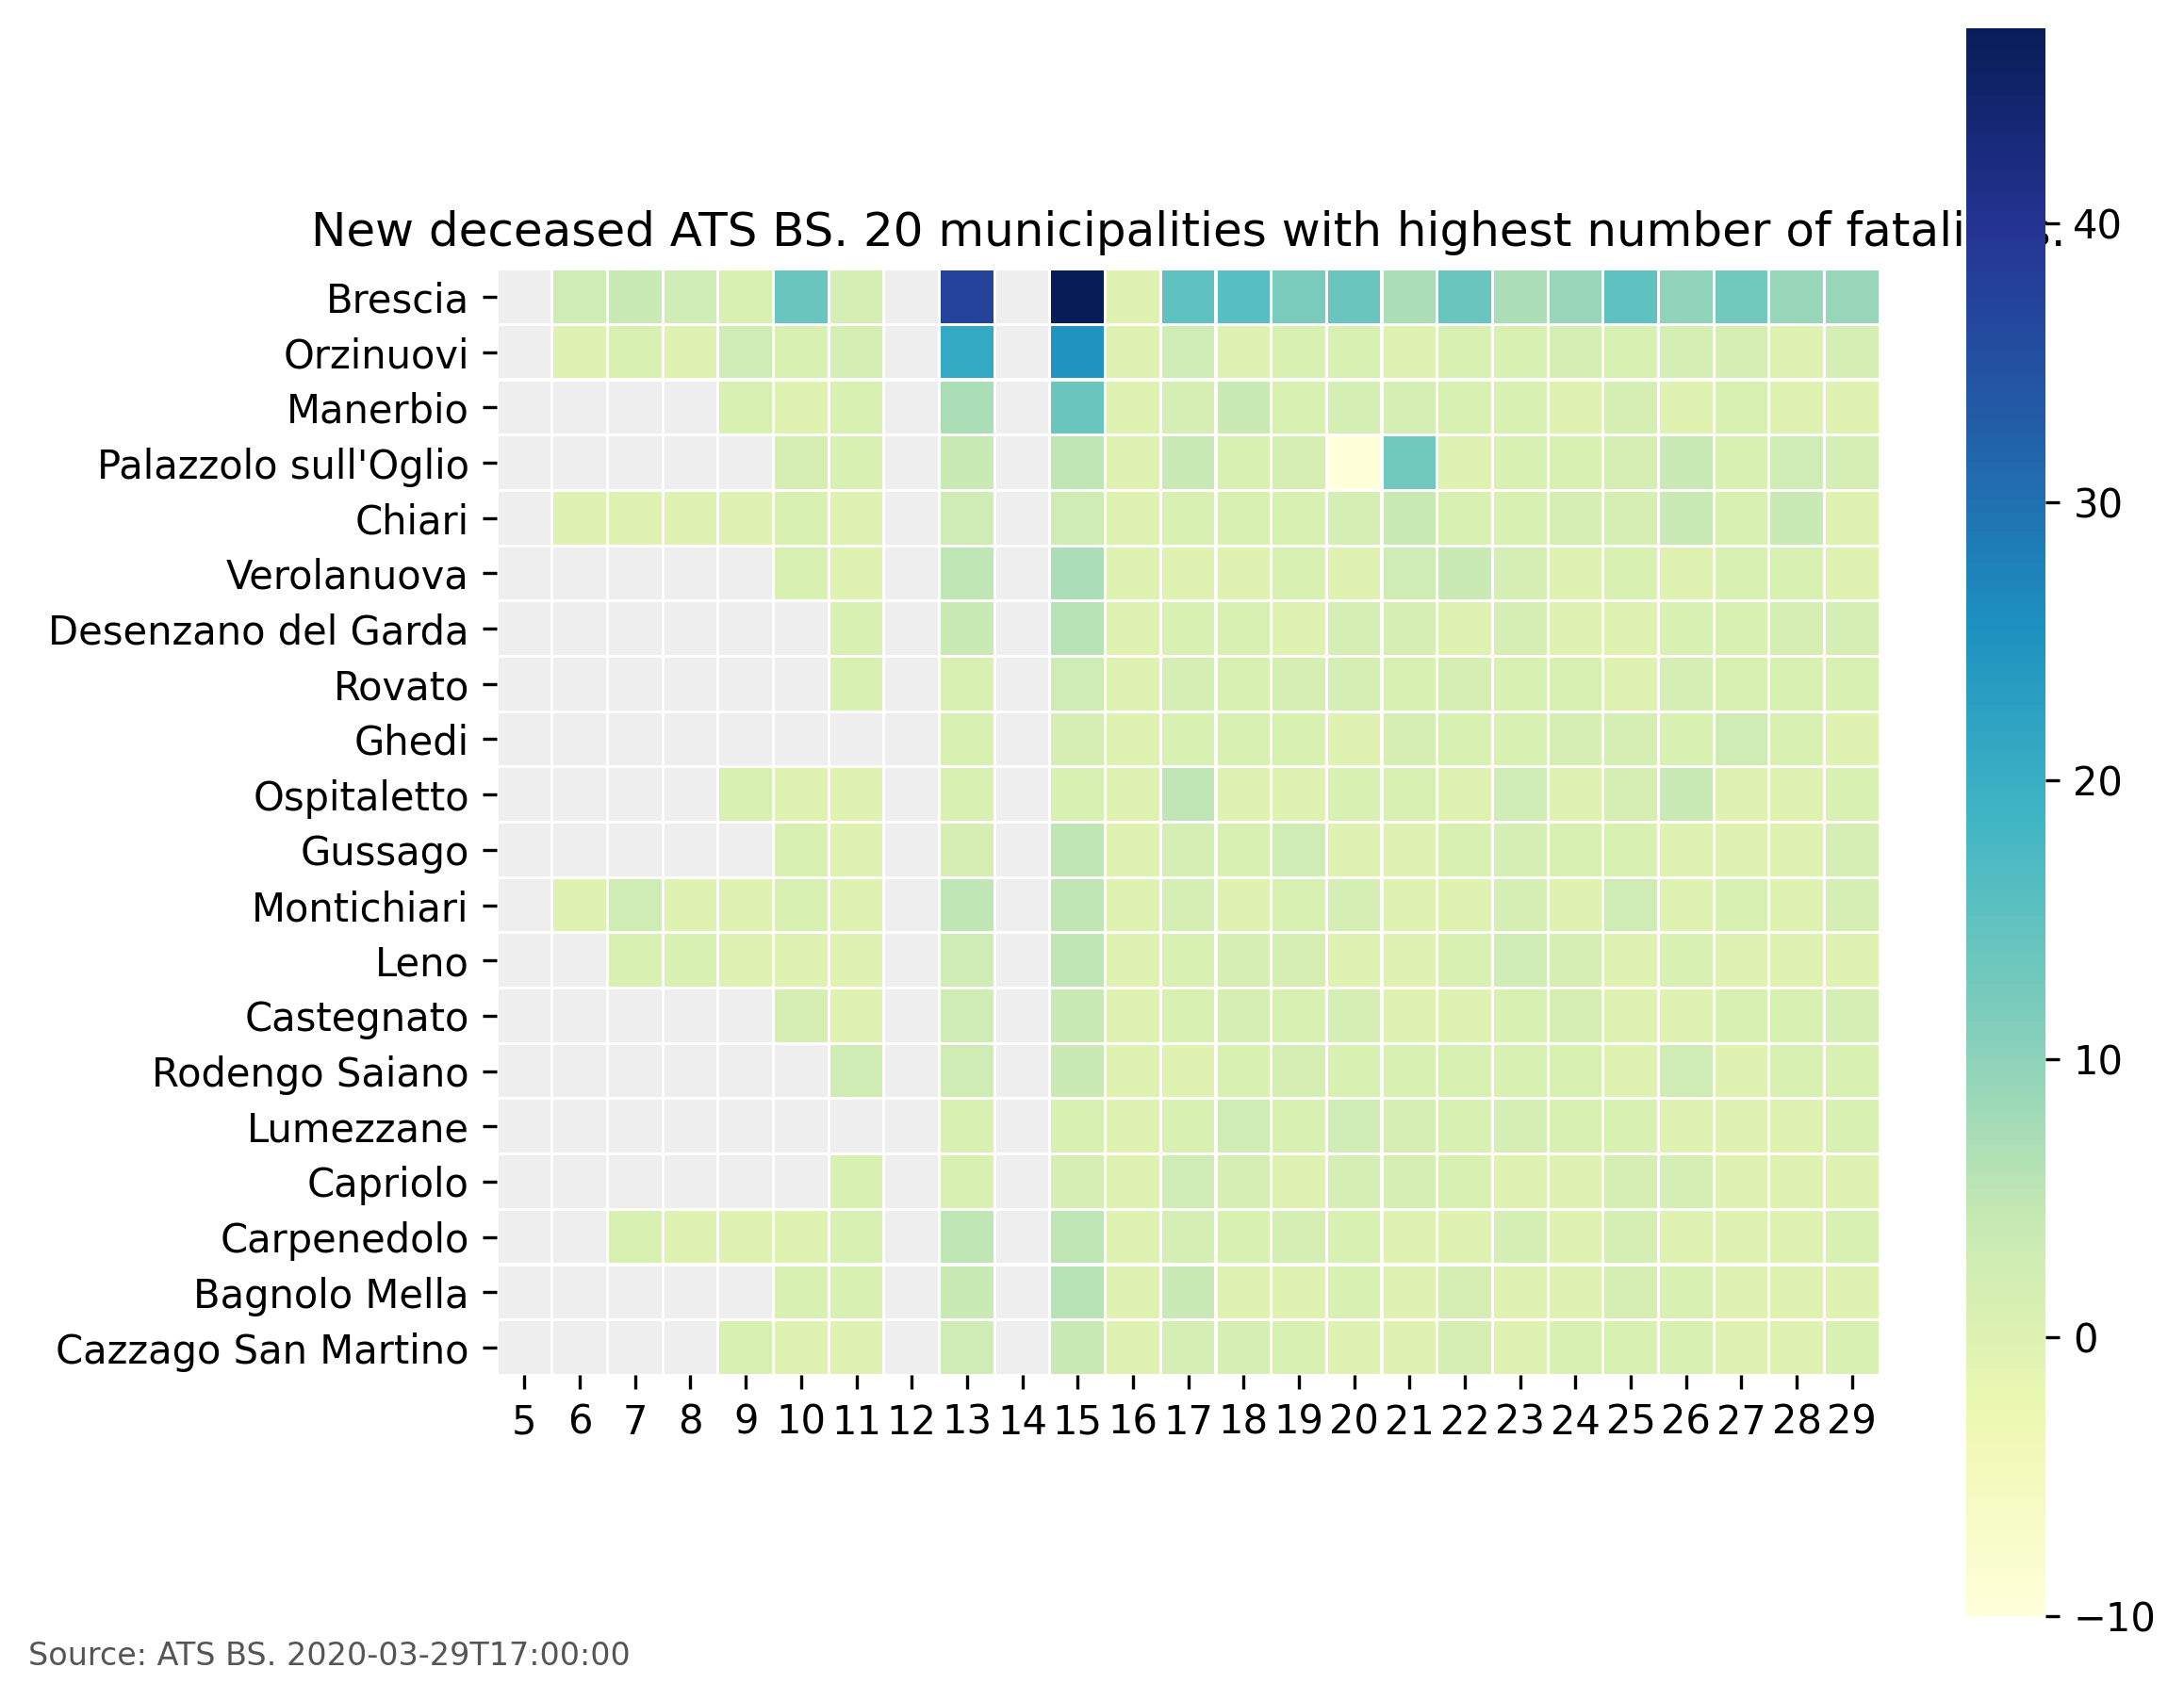 New deceased ATS BS. 20 municipalities with highest number of
Brescia
Orzinuovi
Manerbio
Palazzolo sull'Oglio
Chiari
Verolanuova
Desenzano del Garda
Rovato
Ghedi
Ospitaletto
Gussago
Montichiari
Leno
Castegnato
Rodengo Saiano
Lumezzane
Capriolo
Carpenedolo
Bagnolo Mella
Cazzago San Martino
5 6 7 8 9 10 11 12 13 14 15 16 17 18 19 20 21 22 23 24 25 26 27 28 29
40
30
20
10
0
−10
Source: ATS BS. 2020-03-29T17:00:00